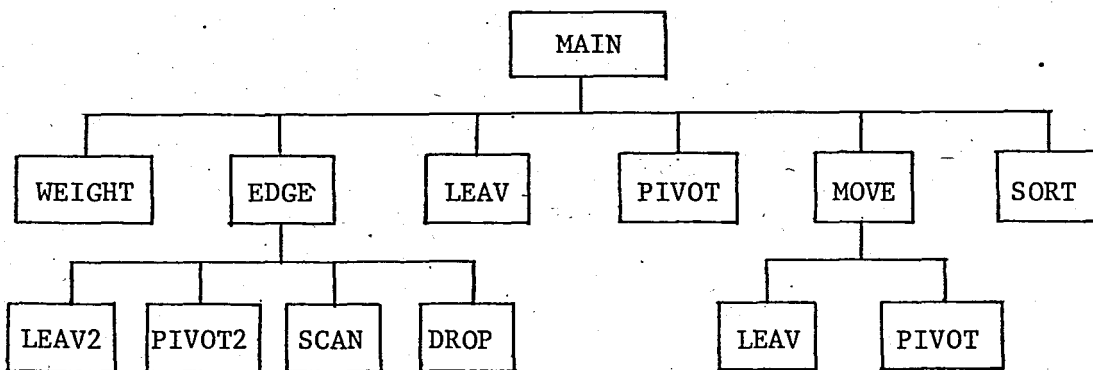 MAIN
WEIGHT EDGE LEAV PIVOT MOVE SORT
LEAV2 PIVOT2 SCAN DROP LEAV PIVOT